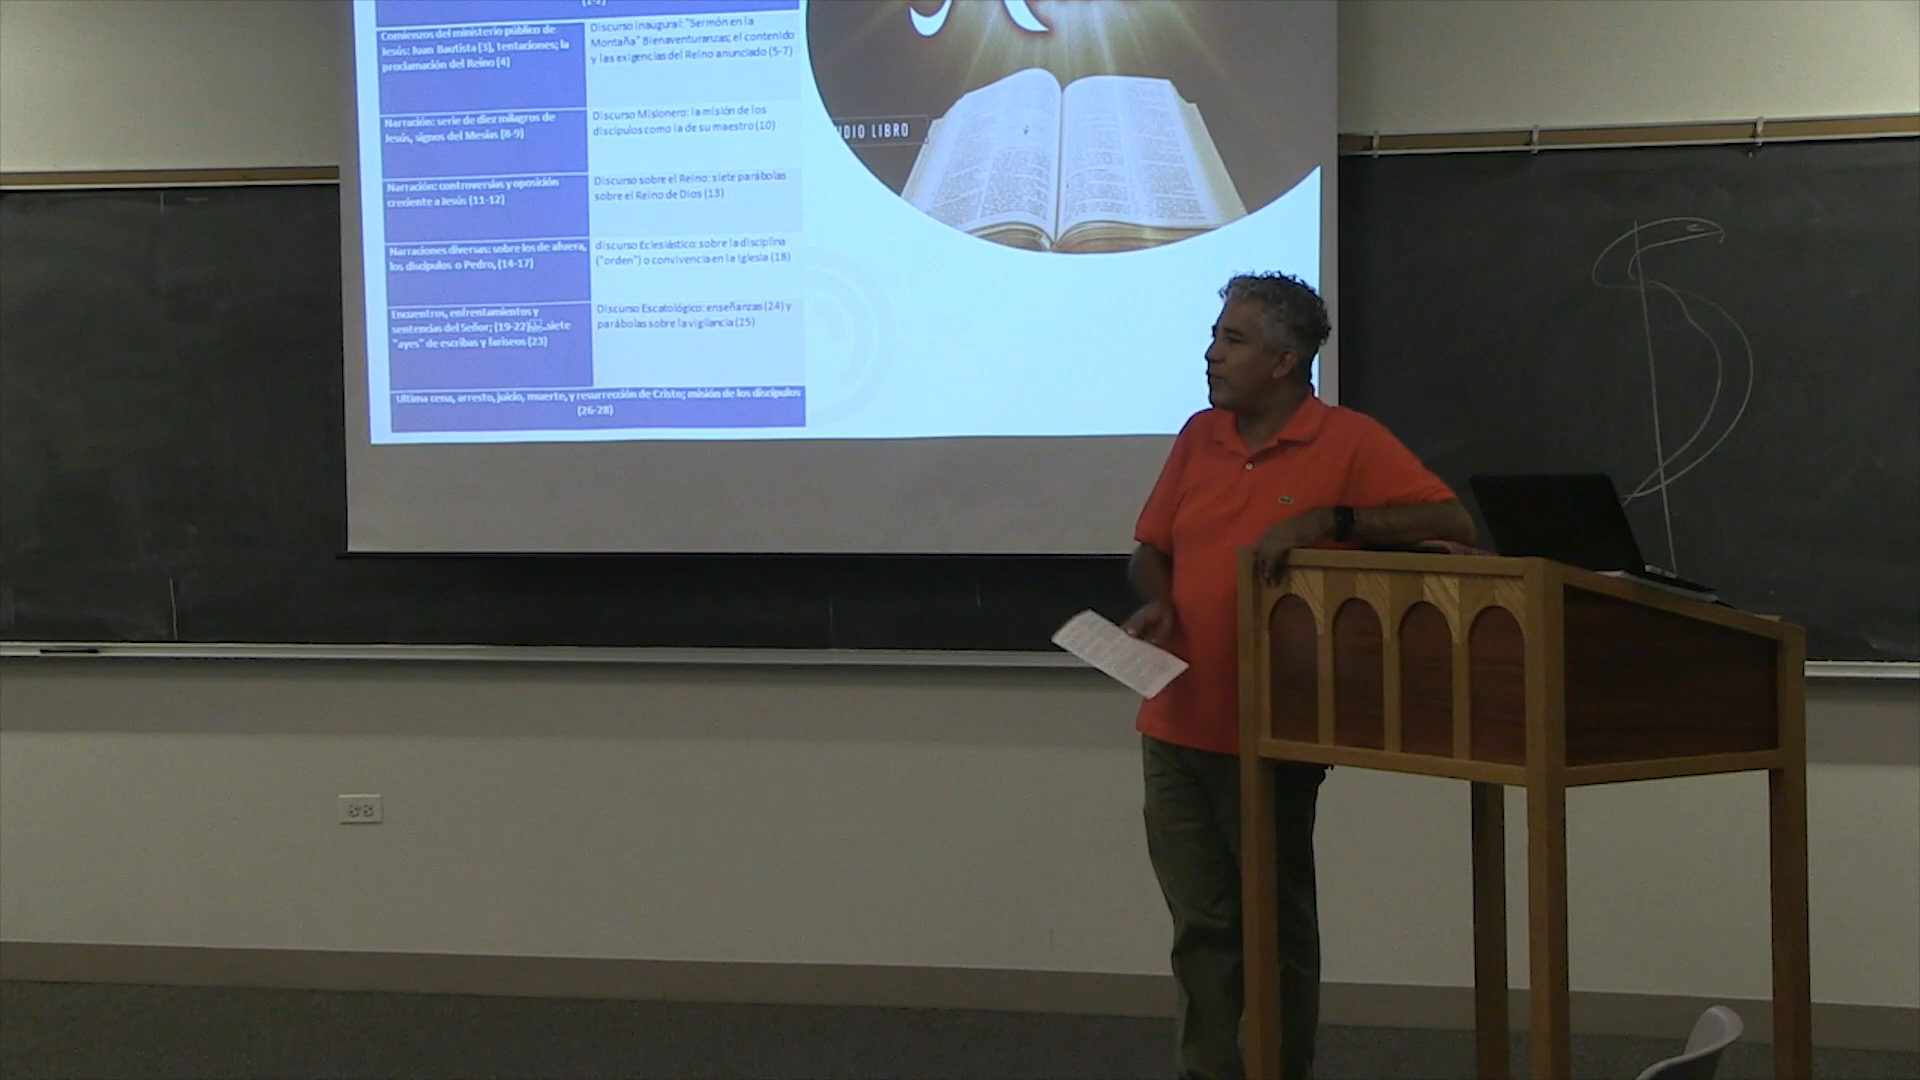 (1-2)
Comienzos del ministerio público de
Jesús: Juan Bautista (3), tentaciones; la
proclamación del Reino (4)
Discurso inaugural: "Sermón en la
Montaña" Bienaventuranzas; el contenido
y las exigencias del Reino anunciado (5-7)
Narración: serie de diez milagros de
Jesús, signos del Mesías (8-9)
Discurso Misionero: la misión de los
discípulos como la de su maestro (10)
Narración: controversias y oposición
creciente a Jesús (11-12)
Discurso sobre el Reino: siete parábolas
sobre el Reino de Dios (13)
Narraciones diversas: sobre los de afuera,
los discípulos o Pedro, (14-17)
discurso Eclesiástico: sobre la disciplina
("orden") o convivencia en la Iglesia (18)
Encuentros, enfrentamientos y
sentencias del Señor; (19-22) siete
"ayes" de escribas y fariseos (23)
Discurso Escatológico: enseñanzas (24) y
parábolas sobre la vigilancia (25)
Ultima cena, arresto, juicio, muerte, y resurrección de Cristo; misión de los discípulos
(26-28)
UDIO LIBRO